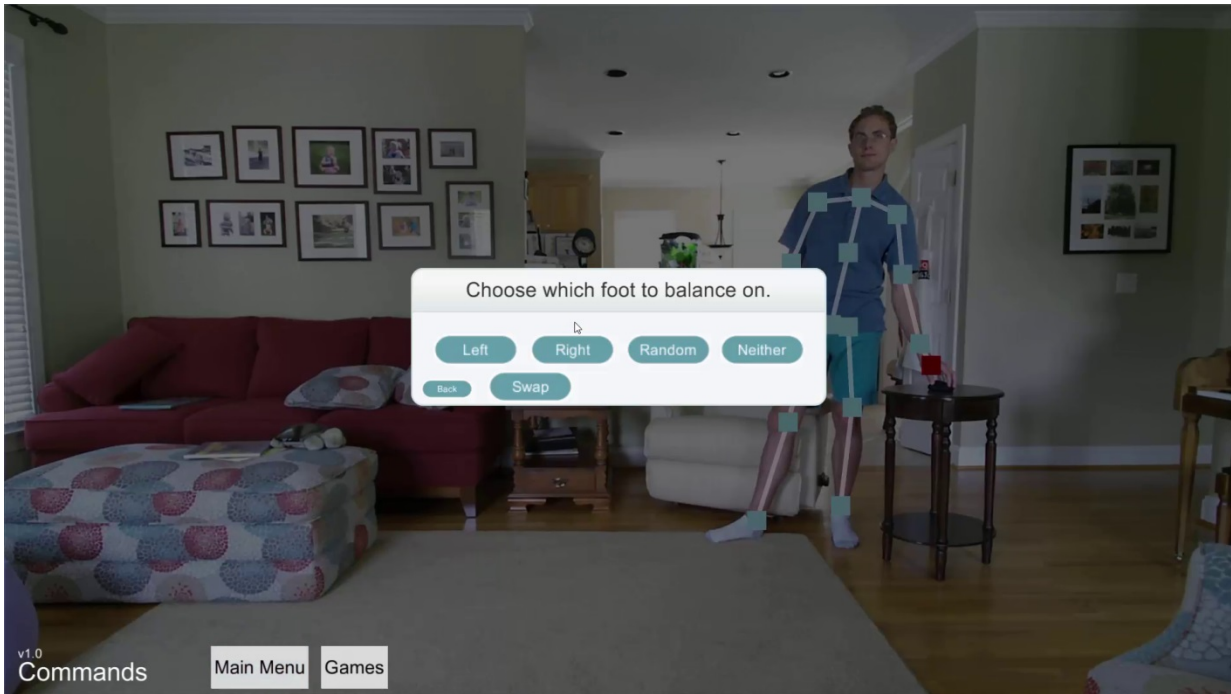 Choose which foot to balance on.
Left Right Random Neither
Back Swap
v1.0
Commands
Main Menu Games